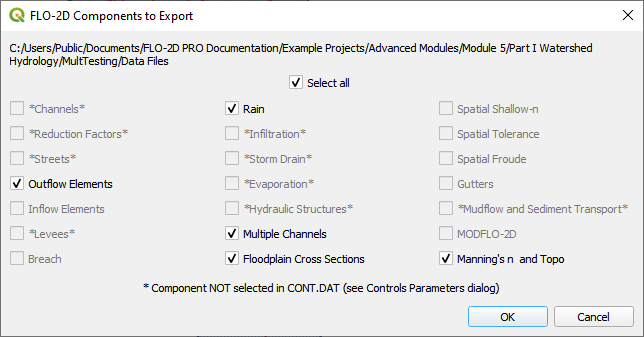 FLO-2D Components to Export
C:/Users/Public/Documents/FLO-2D PRO Documentation/Example Projects/Advanced Modules/Module 5/Part I Watershed
Hydrology/MultTesting/Data Files
Select all
*Channels*
Rain
Spatial Shallow-n
*Reduction Factors*
*Infiltration*
Spatial Tolerance
*Streets*
*Storm Drain*
Spatial Froude
Outflow Elements
*Evaporation*
Gutters
Inflow Elements
*Hydraulic Structures*
*Mudflow and Sediment Transport*
*Levees*
Multiple Channels
MODFLO-2D
Breach
Floodplain Cross Sections
Manning's n and Topo
* Component NOT selected in CONT.DAT (see Controls Parameters dialog)
OK
Cancel